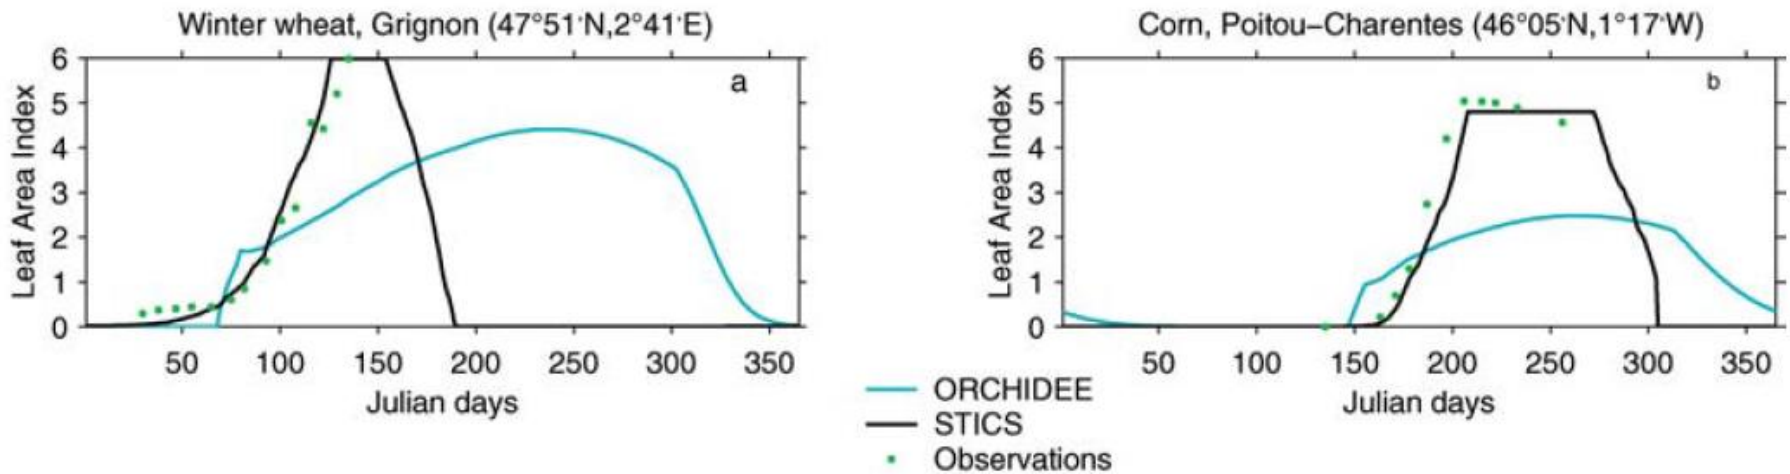 Winter wheat, Grignon (47°51'N,2°41'E)
a
Leaf Area Index
6
5
4
3
2
1
0
50 100 150 200 250 300 350
Julian days
Corn, Poitou–Charentes (46°05'N,1°17'W)
b
Leaf Area Index
6
5
4
3
2
1
0
50 100 150 200 250 300 350
Julian days
ORCHIDEE
STICS
Observations